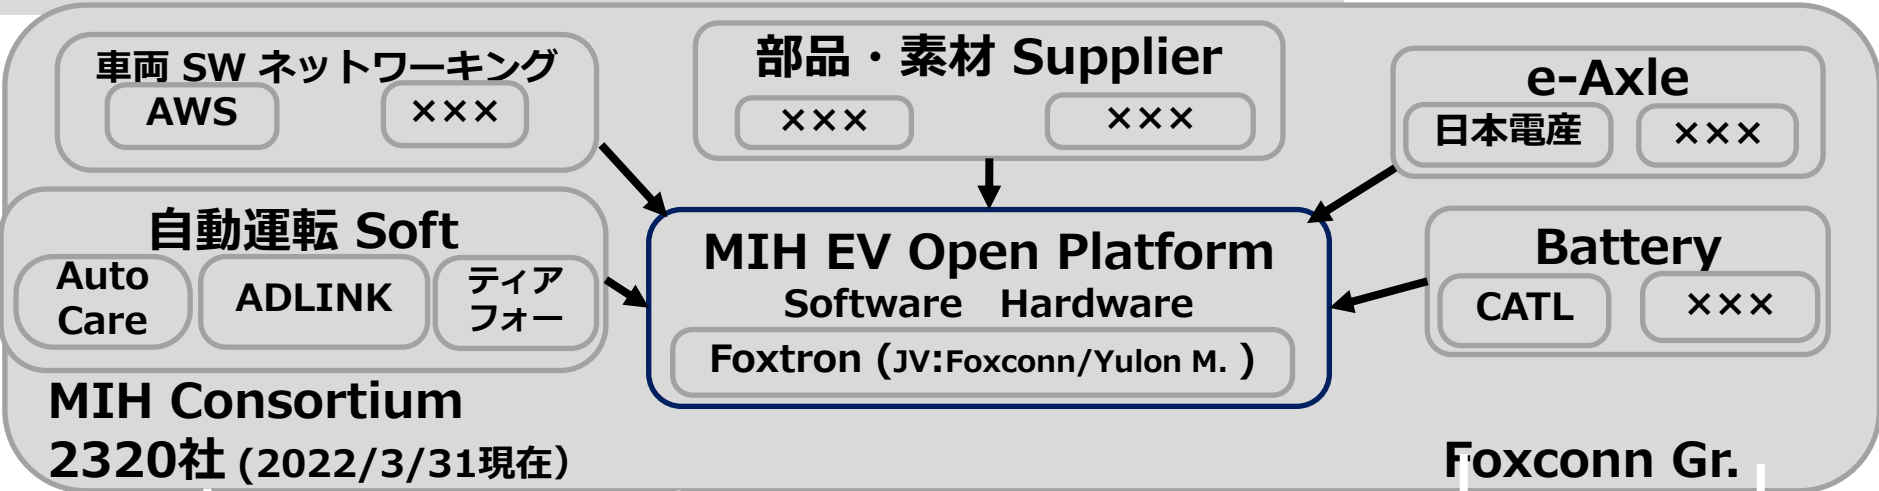 車両 SW ネットワーキング
AWS
×××
部品・素材 Supplier
×××
×××
e-Axle
日本電産
×××
自動運転 Soft
Auto
Care
ADLINK
ティア
フォー
MIH EV Open Platform
Software Hardware
Foxtron (JV:Foxconn/Yulon M. )
Battery
CATL
×××
MIH Consortium
2320社 (2022/3/31現在）
Foxconn Gr.